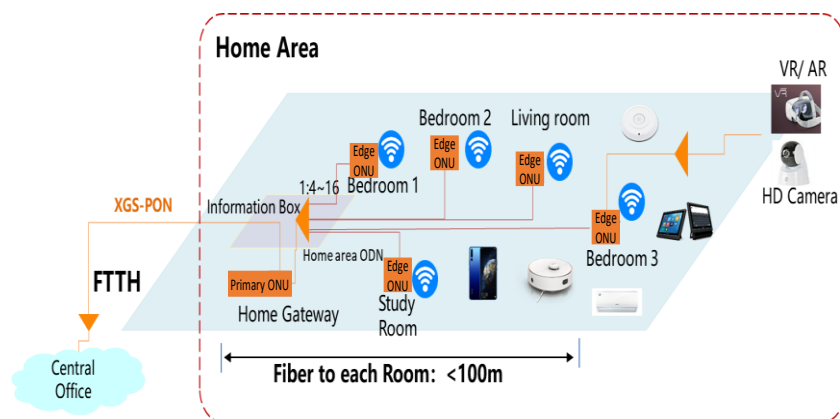 Home Area
VR/ AR
Bedroom 2
Living room
Edge
ONU
Edge
ONU
Edge
ONU
1:4~16
Bedroom 1
HD Camera
XGS-PON
Information Box
Edge
ONU
Home area ODN
Bedroom 3
FTTH
Primary ONU
Edge
ONU
Home Gateway
Study
Room
Central
Office
Fiber to each Room: <100m